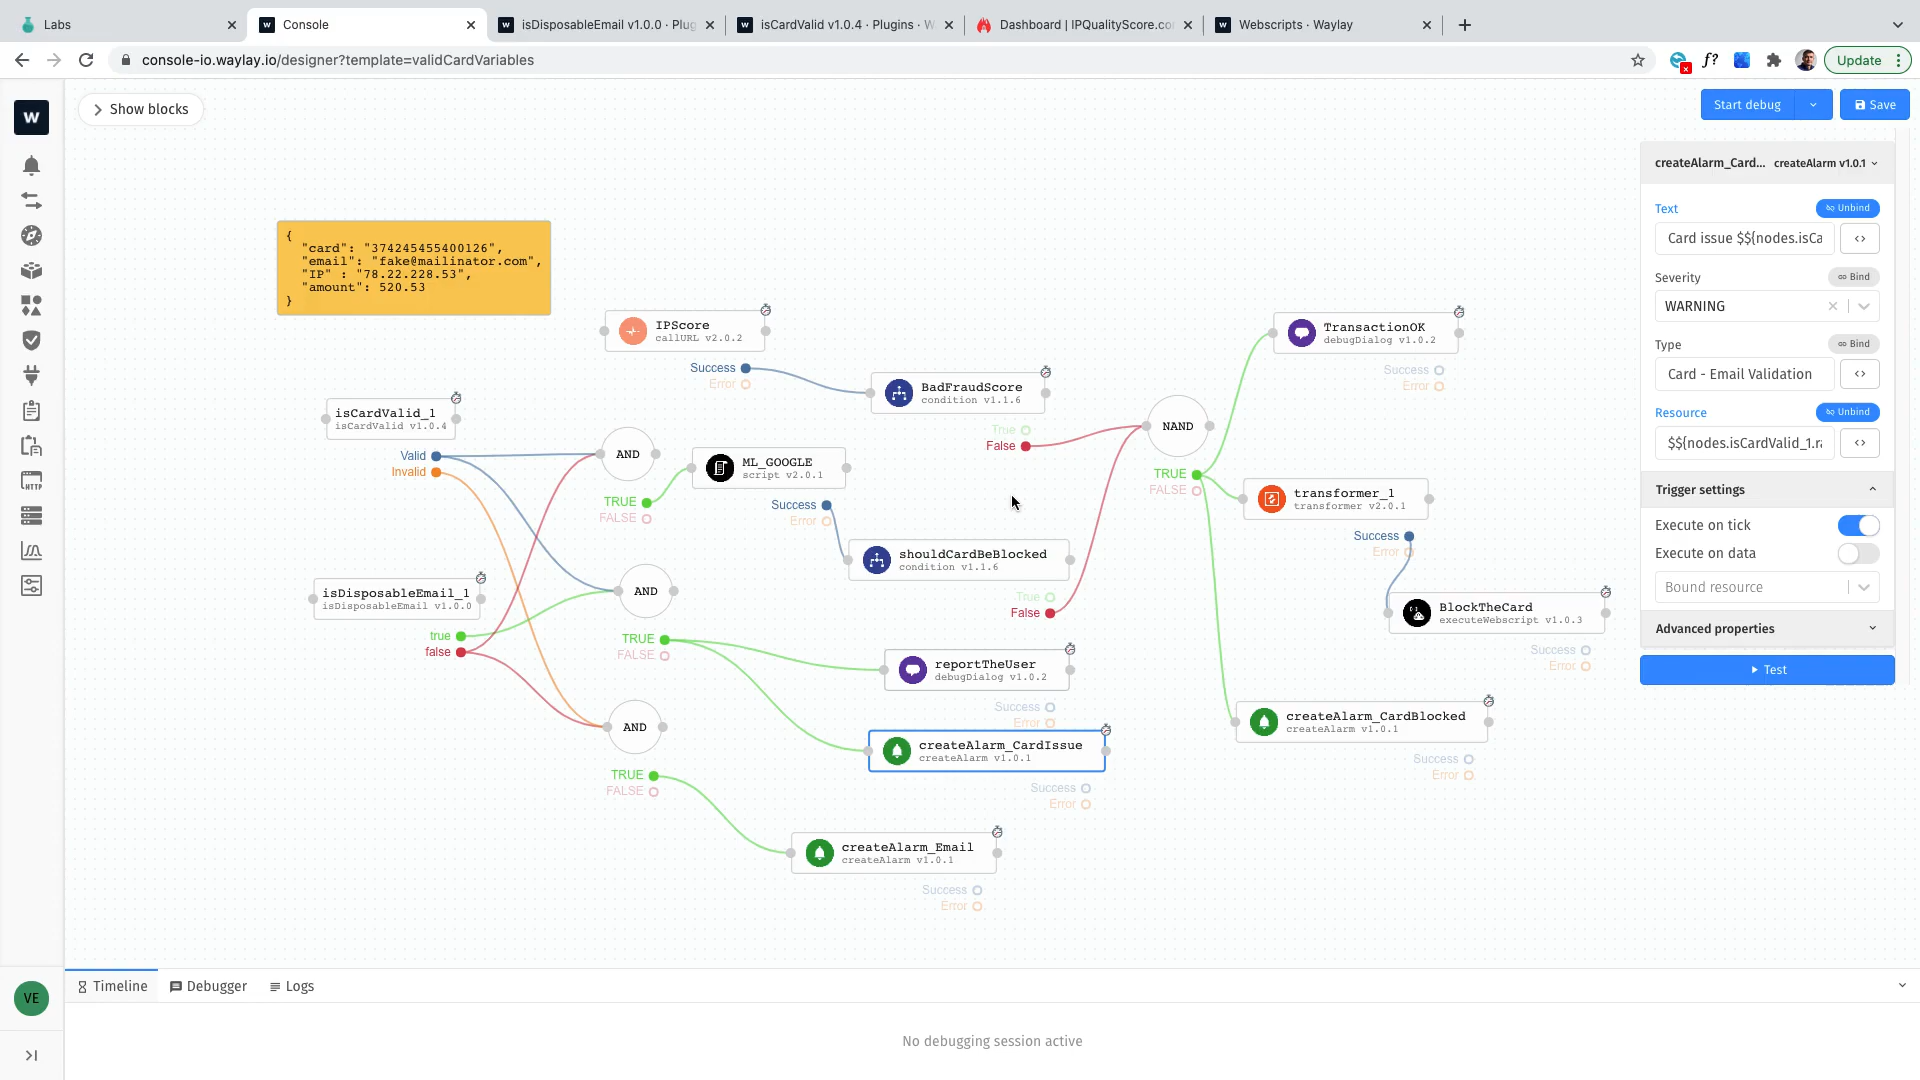 Labs
Console
isDisposableEmail v1.0.0 · Plug
isCardValid v1.0.4 · Plugins · W
Dashboard | IPQualityScore.co
Webscripts · Waylay
console-io.waylay.io/designer?template=validCardVariables
f?
Update
W
Show blocks
Start debug
Save
createAlarm_Card... createAlarm v1.0.1
Text
Unbind
Card issue $${nodes.isCa
<>
Severity
Bind
WARNING
Type
Bind
Card - Email Validation
<>
Resource
Unbind
$${nodes.isCardValid_1.ra
<>
Trigger settings
Execute on tick
Execute on data
Bound resource
Advanced properties
Test
{
"card": "374245455400126",
"email": "fake@mailinator.com",
"IP" : "78.22.228.53",
"amount": 520.53
}
IPScore
callURL v2.0.2
Success
Error
TransactionOK
debugDialog v1.0.2
Success
Error
BadFraudScore
condition v1.1.6
True
False
isCardValid_1
isCardValid v1.0.4
Valid
Invalid
AND
TRUE
FALSE
NAND
TRUE
FALSE
ML_GOOGLE
script v2.0.1
Success
Error
transformer_1
transformer v2.0.1
Success
Error
shouldCardBeBlocked
condition v1.1.6
True
False
isDisposableEmail_1
isDisposableEmail v1.0.0
true
false
AND
TRUE
FALSE
BlockTheCard
executeWebscript v1.0.3
Success
Error
reportTheUser
debugDialog v1.0.2
Success
Error
AND
TRUE
FALSE
createAlarm_CardIssue
createAlarm v1.0.1
Success
Error
createAlarm_CardBlocked
createAlarm v1.0.1
Success
Error
createAlarm_Email
createAlarm v1.0.1
Success
Error
HTTP
VE
Timeline
Debugger
Logs
No debugging session active